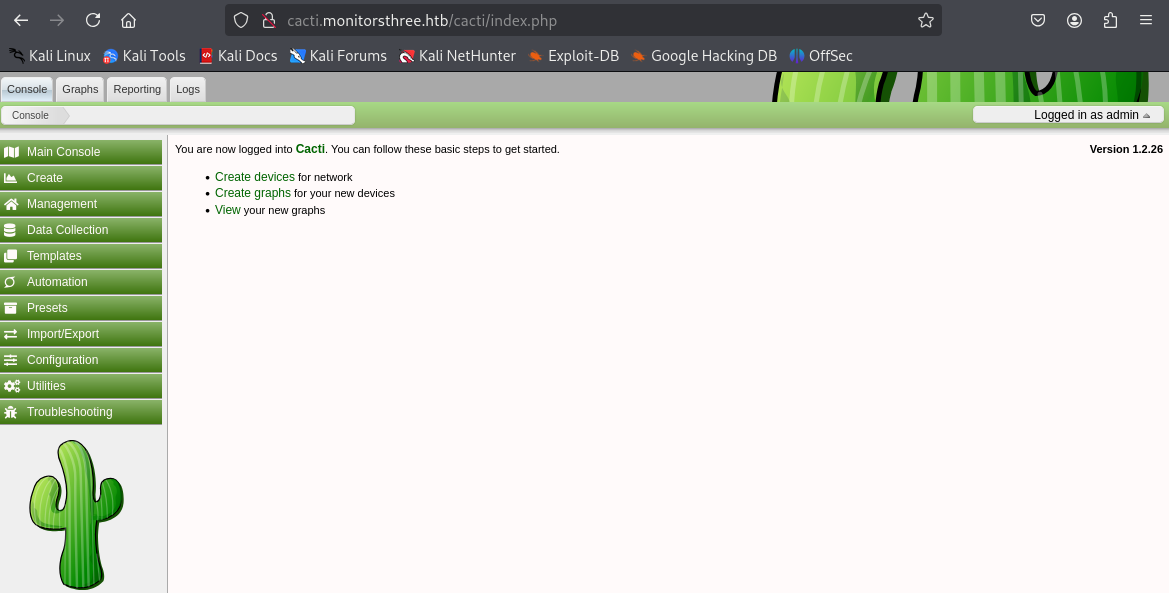 cacti.monitorsthree.htb/cacti/index.php
Kali Linux Kali Tools Kali Docs Kali Forums Kali NetHunter Exploit-DB Google Hacking DB OffSec
Console Graphs Reporting Logs
Console Logged in as admin
Main Console
Create
Management
Data Collection
Templates
Automation
Presets
Import/Export
Configuration
Utilities
Troubleshooting
You are now logged into Cacti. You can follow these basic steps to get started. Version 1.2.26
• Create devices for network
• Create graphs for your new devices
• View your new graphs